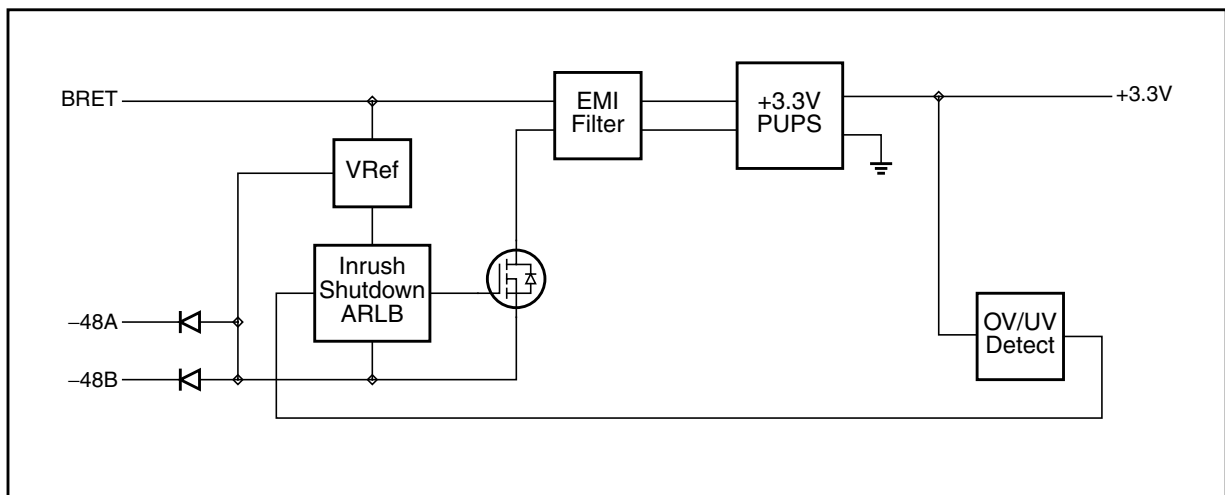 BRET
EMI
Filter
+3.3V
PUPS
+3.3V
VRef
Inrush
Shutdown
ARLB
–48A
–48B
OV/UV
Detect